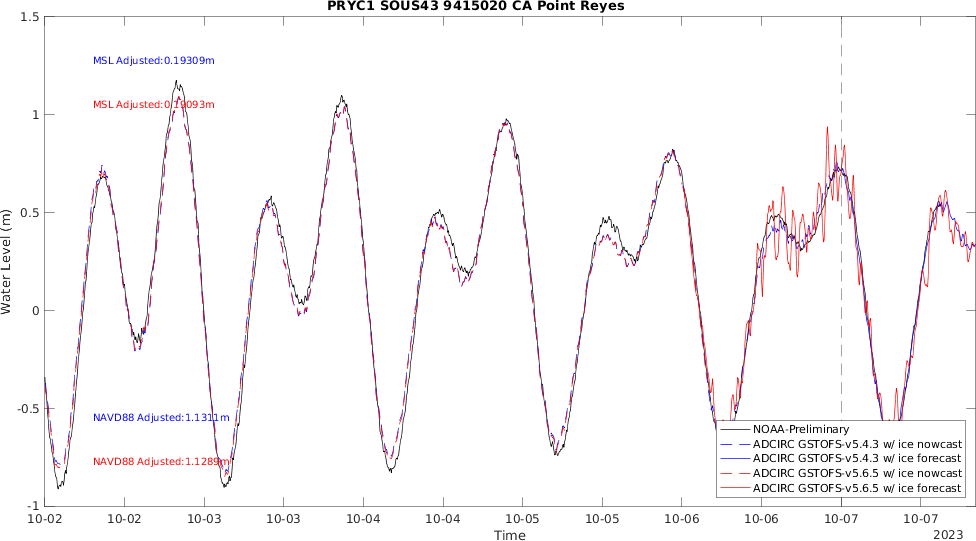 PRYC1 SOUS43 9415020 CA Point Reyes
Water Level (m)
1.5
1
0.5
0
-0.5
-1
MSL Adjusted:0.19309m
MSL Adjusted:0.19093m
NAVD88 Adjusted:1.1311m
NAVD88 Adjusted:1.1289m
NOAA-Preliminary
ADCIRC GSTOFS-v5.4.3 w/ ice nowcast
ADCIRC GSTOFS-v5.4.3 w/ ice forecast
ADCIRC GSTOFS-v5.6.5 w/ ice nowcast
ADCIRC GSTOFS-v5.6.5 w/ ice forecast
10-02 10-02 10-03 10-03 10-04 10-04 10-05 10-05 10-06 10-06 10-07 10-07
Time
2023